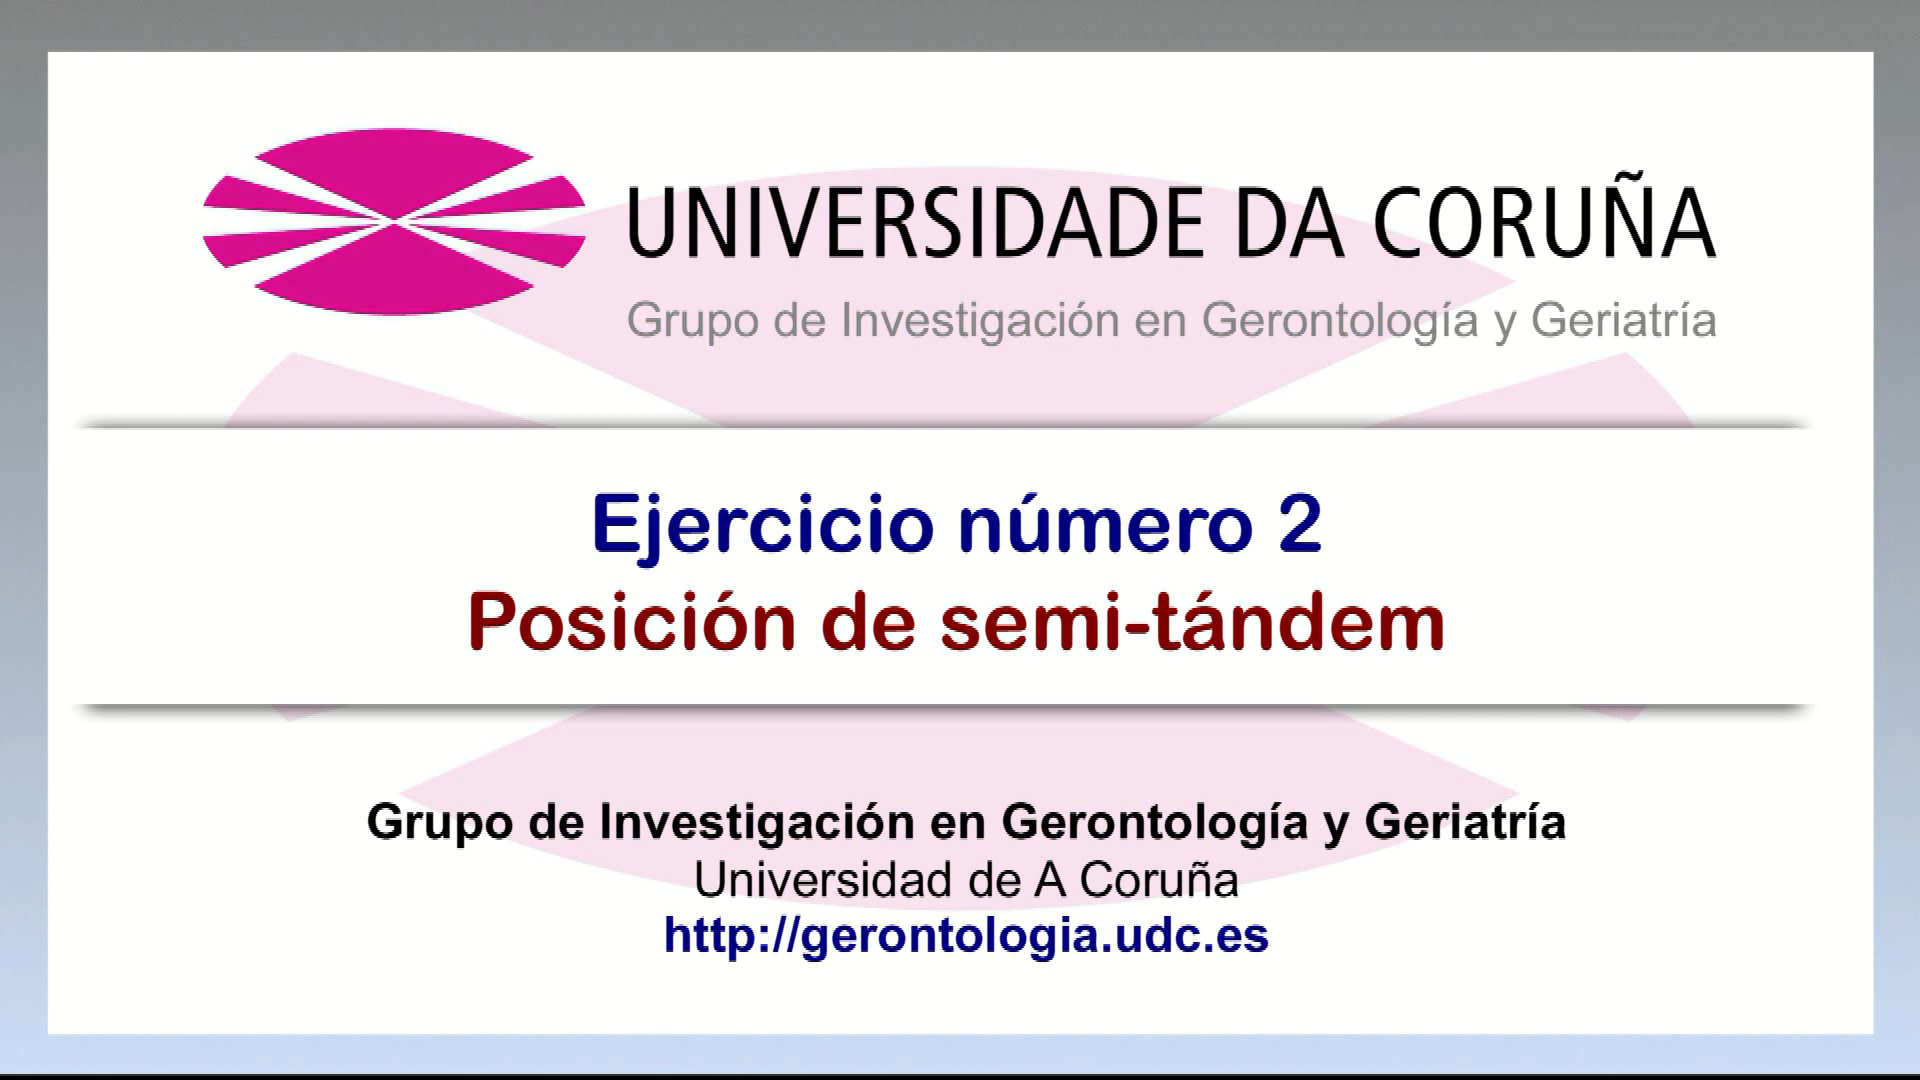 UNIVERSIDADE DA CORUÑA
Grupo de Investigación en Gerontología y Geriatría
Ejercicio número 2
Posición de semi-tándem
Grupo de Investigación en Gerontología y Geriatría
Universidad de A Coruña
http://gerontologia.udc.es